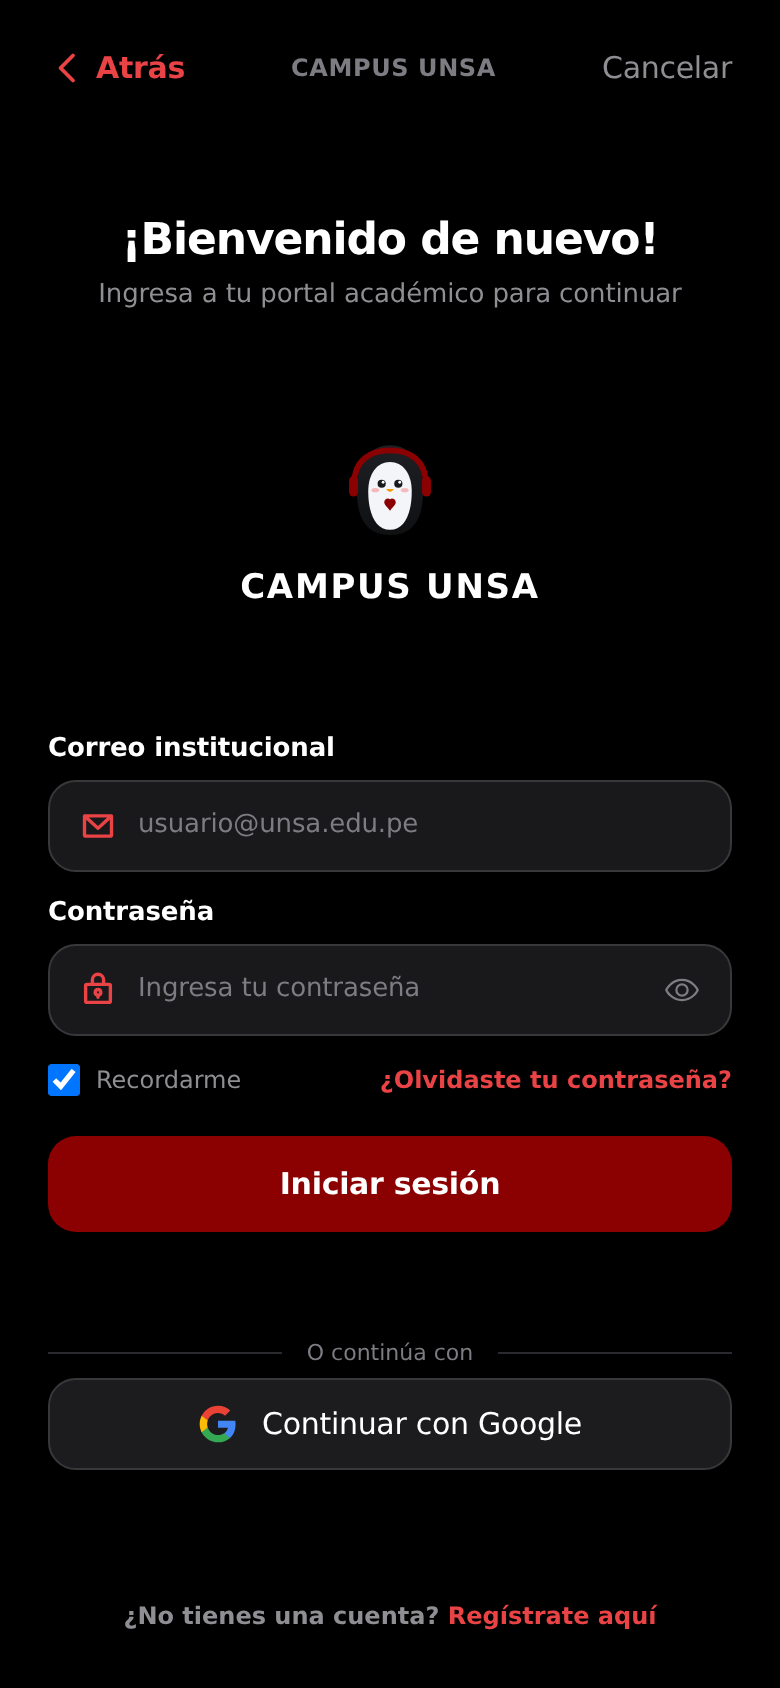 Atrás CAMPUS UNSA Cancelar
¡Bienvenido de nuevo!
Ingresa a tu portal académico para continuar
CAMPUS UNSA
Correo institucional
usuario@unsa.edu.pe
Contraseña
Ingresa tu contraseña
Recordarme ¿Olvidaste tu contraseña?
Iniciar sesión
O continúa con
Continuar con Google
¿No tienes una cuenta? Regístrate aquí